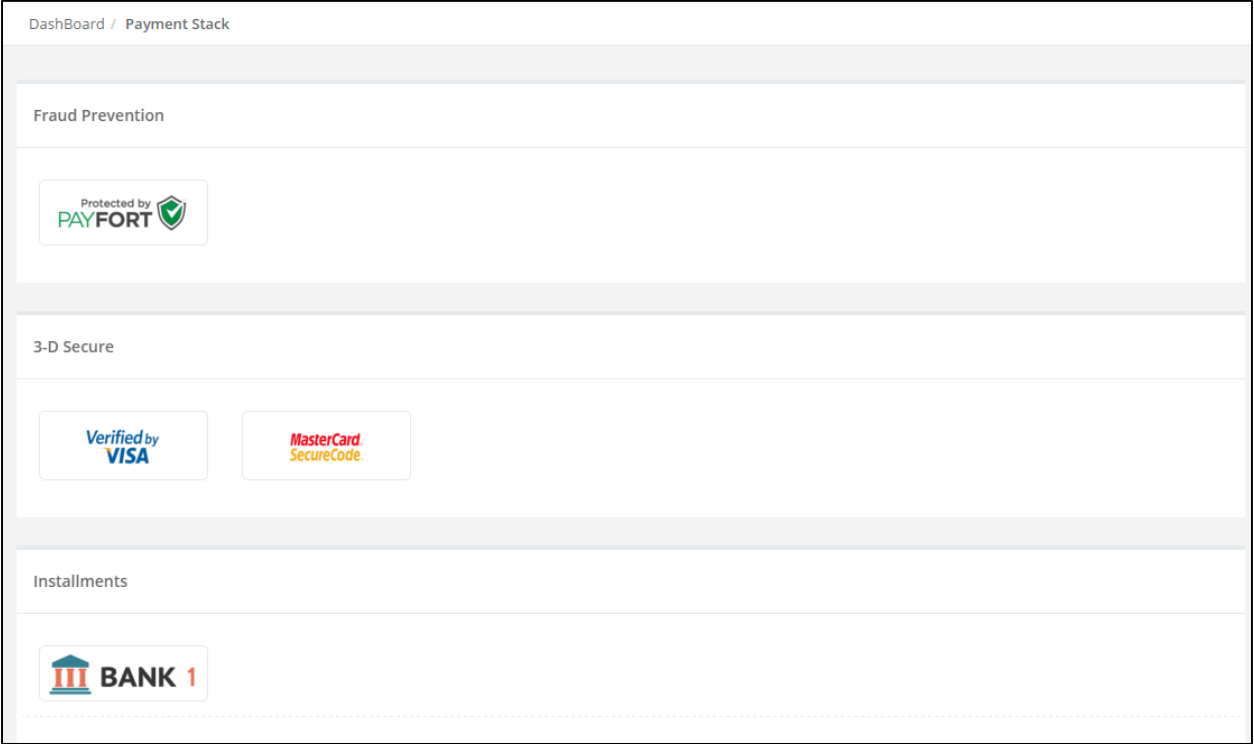 DashBoard / Payment Stack
Fraud Prevention
Protected by
PAYFORT
3-D Secure
Verified by
VISA
MasterCard.
SecureCode.
Installments
BANK 1